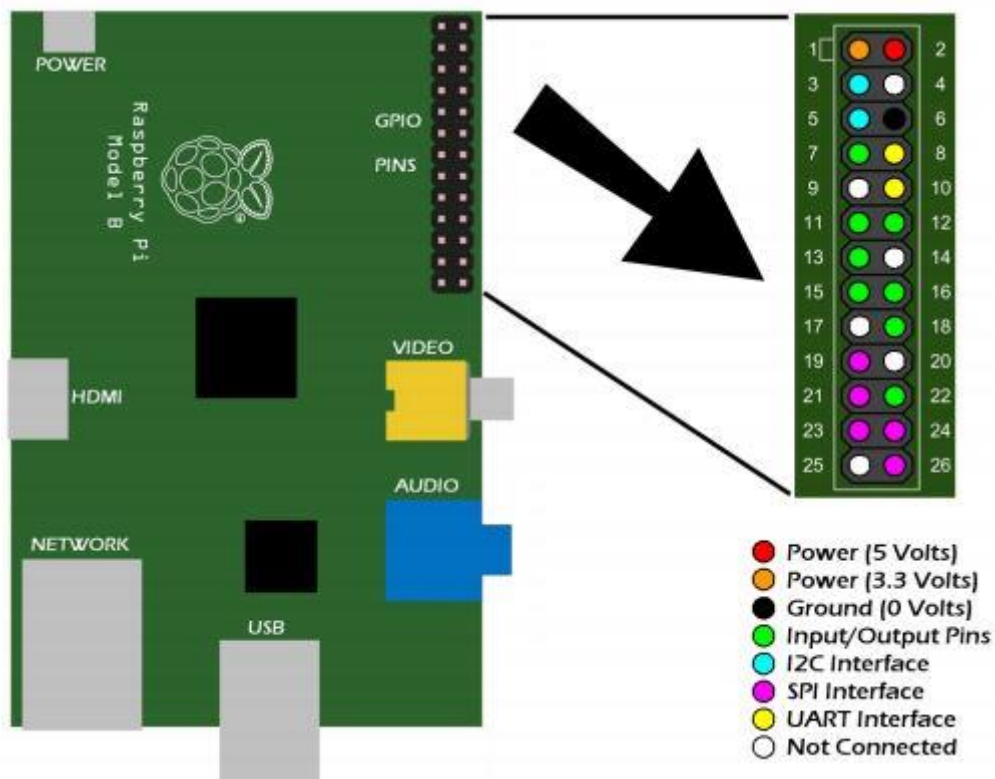 POWER
Raspberry Pi
Model B
GPIO
PINS
HDMI
VIDEO
AUDIO
NETWORK
USB
1 2
3 4
5 6
7 8
9 10
11 12
13 14
15 16
17 18
19 20
21 22
23 24
25 26
Power (5 Volts)
Power (3.3 Volts)
Ground (0 Volts)
Input/Output Pins
I2C Interface
SPI Interface
UART Interface
Not Connected